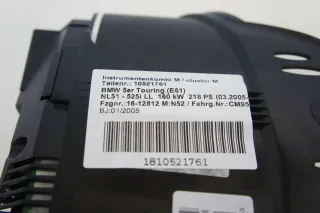 Instrumentenkombi M / cluster M
Teilenr.: 10521761
BMW 5er Touring (E61)
NL51 - 525i LL 160 kW 218 PS (03.2005-
Fzgnr.:16-12812 M:N52 / Fahrg.Nr.:CM95
BJ:01/2005
1810521761